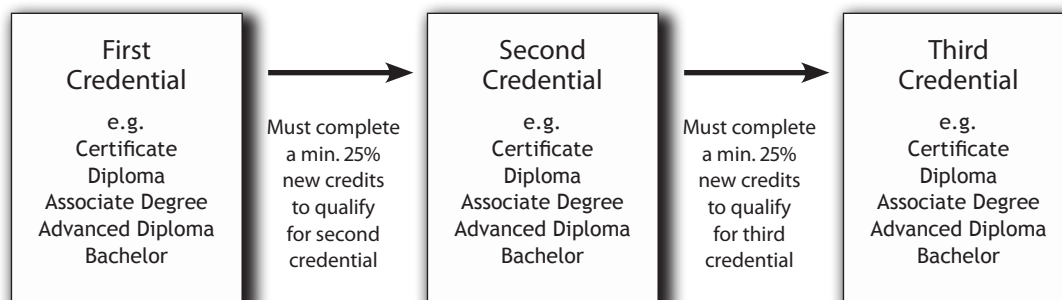 First
Credential
e.g.
Certificate
Diploma
Associate Degree
Advanced Diploma
Bachelor
Must complete
a min. 25%
new credits
to qualify
for second
credential
Second
Credential
e.g.
Certificate
Diploma
Associate Degree
Advanced Diploma
Bachelor
Must complete
a min. 25%
new credits
to qualify
for third
credential
Third
Credential
e.g.
Certificate
Diploma
Associate Degree
Advanced Diploma
Bachelor